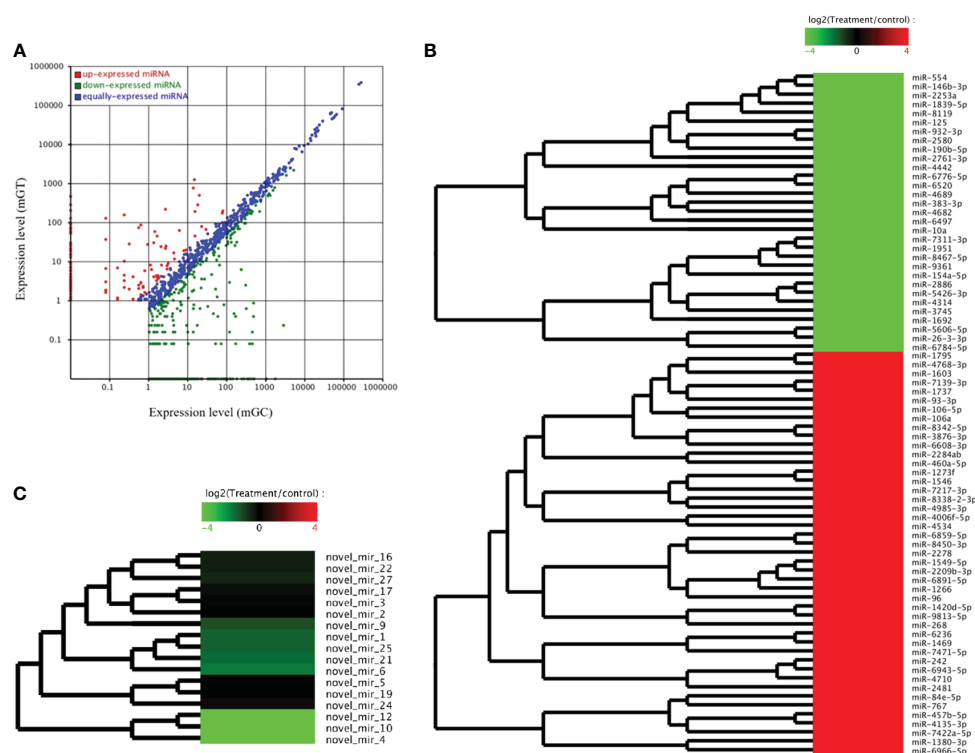 A
1000000
100000
10000
1000
100
10
1
0.1
up-expressed miRNA
down-expressed miRNA
equally-expressed miRNA
Expression level (mGT)
0.1
1
10
100
1000
10000
100000
1000000
Expression level (mGC)
B
log2(Treatment/control) :
-4
0
4
miR-554
miR-146b-3p
miR-2253a
miR-1839-5p
miR-8119
miR-125
miR-932-3p
miR-2580
miR-190b-5p
miR-2761-3p
miR-4442
miR-6776-5p
miR-6520
miR-4689
miR-383-3p
miR-4682
miR-6497
miR-10a
miR-7311-3p
miR-1951
miR-8467-5p
miR-9361
miR-154a-5p
miR-2886
miR-5426-3p
miR-4314
miR-3745
miR-1692
miR-5606-5p
miR-26-3-3p
miR-6784-5p
miR-1795
miR-4768-3p
miR-1603
miR-7139-3p
miR-1737
miR-93-3p
miR-106-5p
miR-106a
miR-8342-5p
miR-3876-3p
miR-6608-3p
miR-2284ab
miR-460a-5p
miR-1273f
miR-1546
miR-7217-3p
miR-8338-2-3p
miR-4985-3p
miR-4006f-5p
miR-4534
miR-6859-5p
miR-8450-3p
miR-2278
miR-1549-5p
miR-2209b-3p
miR-6891-5p
miR-1266
miR-96
miR-1420d-5p
miR-9813-5p
miR-268
miR-6236
miR-1469
miR-7471-5p
miR-242
miR-6943-5p
miR-4710
miR-2481
miR-84e-5p
miR-767
miR-457b-5p
miR-4135-3p
miR-7422a-5p
miR-1380-3p
miR-6966-5p
C
log2(Treatment/control) :
-4
0
4
novel_mir_16
novel_mir_22
novel_mir_27
novel_mir_17
novel_mir_3
novel_mir_2
novel_mir_9
novel_mir_1
novel_mir_25
novel_mir_21
novel_mir_6
novel_mir_5
novel_mir_19
novel_mir_24
novel_mir_12
novel_mir_10
novel_mir_4